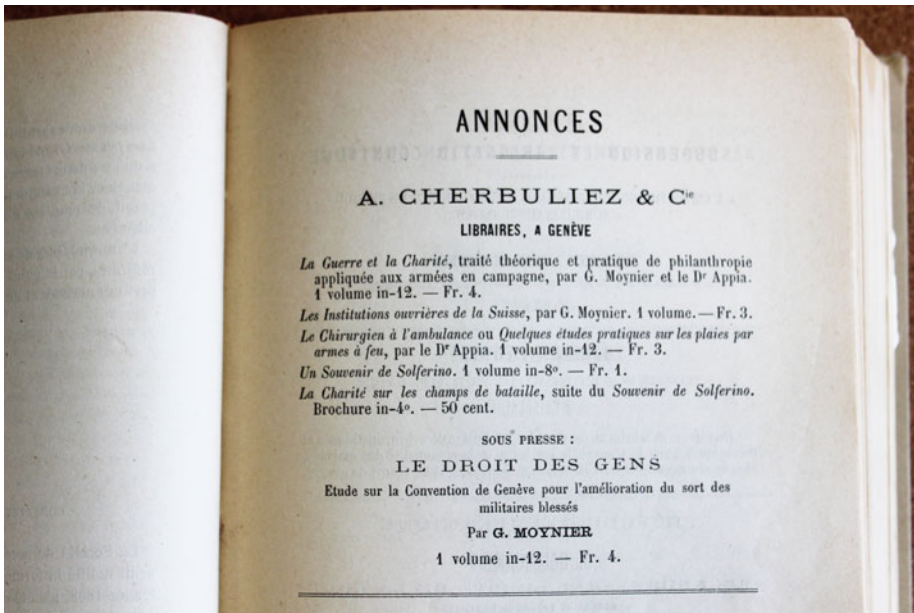 ANNONCES
A. CHERBULIEZ & Cie
LIBRAIRES, A GENÈVE
La Guerre et la Charité, traité théorique et pratique de philanthropie
appliquée aux armées en campagne, par G. Moynier et le Dr Appia.
1 volume in-12. — Fr. 4.
Les Institutions ouvrières de la Suisse, par G. Moynier. 1 volume. — Fr. 3.
Le Chirurgien à l'ambulance ou Quelques études pratiques sur les plaies par
armes à feu, par le Dr Appia. 1 volume in-12. — Fr. 3.
Un Souvenir de Solferino. 1 volume in-8o. — Fr. 1.
La Charité sur les champs de bataille, suite du Souvenir de Solferino.
Brochure in-4o. — 50 cent.
SOUS PRESSE :
LE DROIT DES GENS
Etude sur la Convention de Genève pour l'amélioration du sort des
militaires blessés
Par G. MOYNIER
1 volume in-12. — Fr. 4.